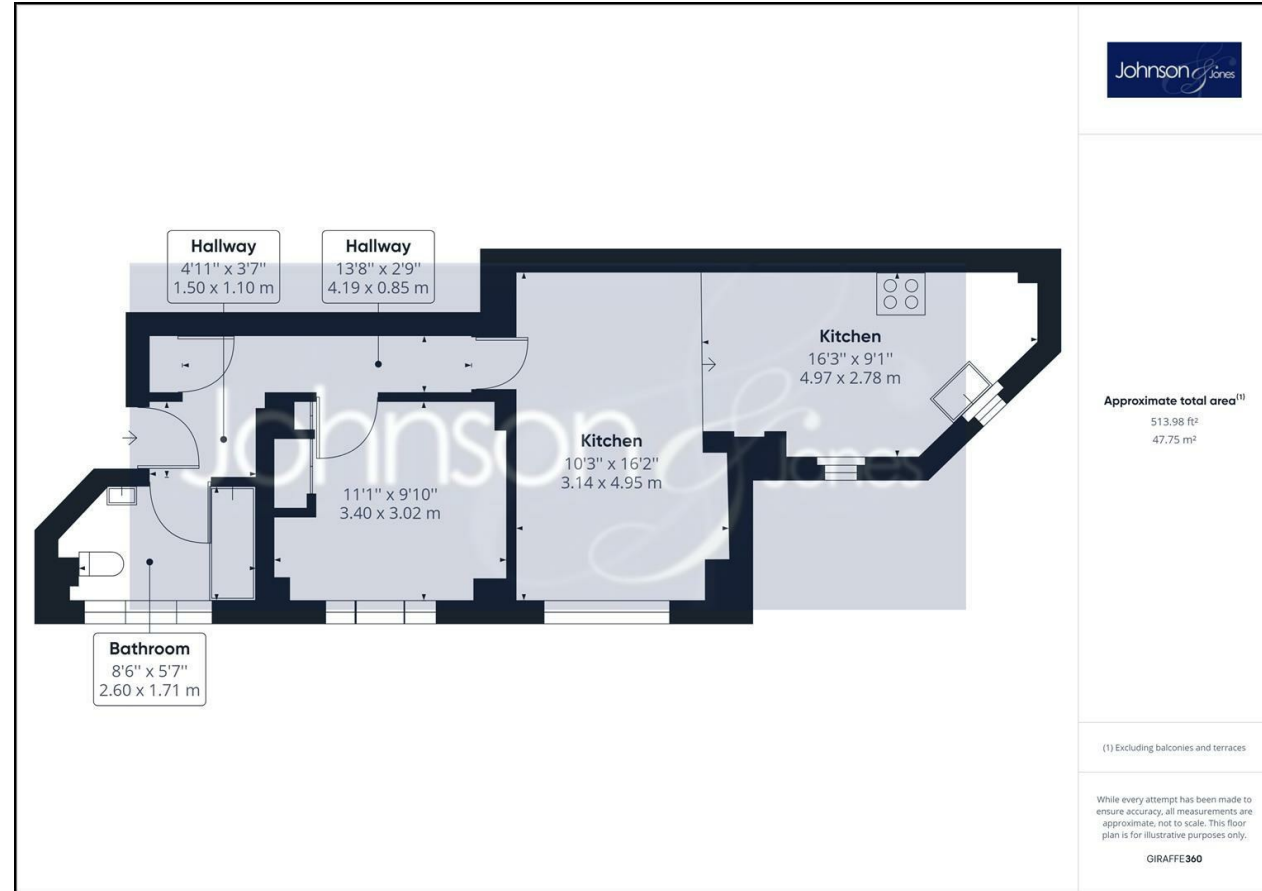 Johnson & Jones
Hallway
4'11" x 3'7"
1.50 x 1.10 m
Hallway
13'8" x 2'9"
4.19 x 0.85 m
Kitchen
16'3" x 9'1"
4.97 x 2.78 m
Kitchen
10'3" x 16'2"
3.14 x 4.95 m
11'1" x 9'10"
3.40 x 3.02 m
Johnson & Jones
Bathroom
8'6" x 5'7"
2.60 x 1.71 m
Approximate total area(1)
513.98 ft²
47.75 m²
(1) Excluding balconies and terraces
While every attempt has been made to
ensure accuracy, all measurements are
approximate, not to scale. This floor
plan is for illustrative purposes only.
GIRAFFE360